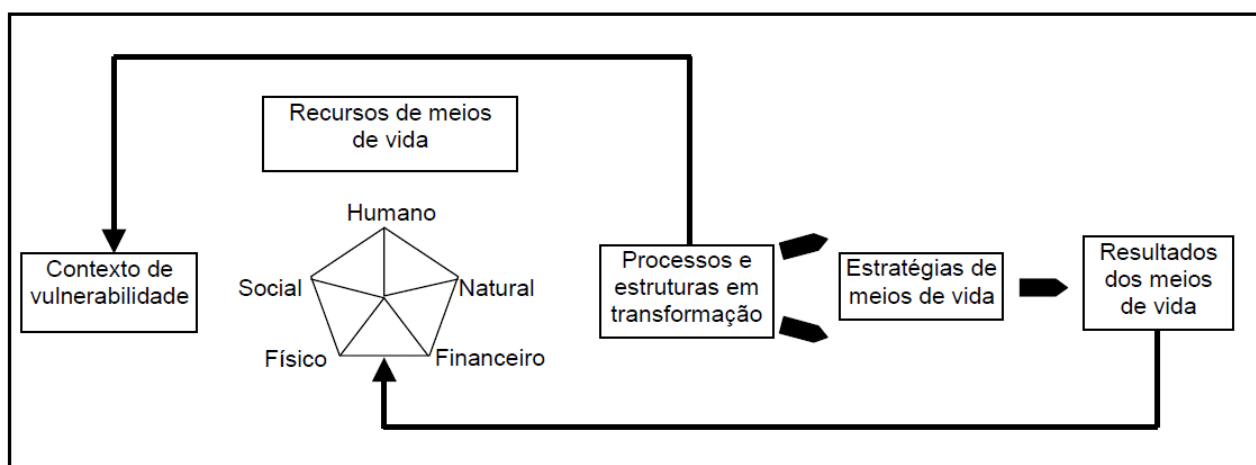 Recursos de meios
de vida
Humano
Social
Natural
Físico
Financeiro
Contexto de
vulnerabilidade
Processos e
estruturas em
transformação
Estratégias de
meios de vida
Resultados
dos meios
de vida